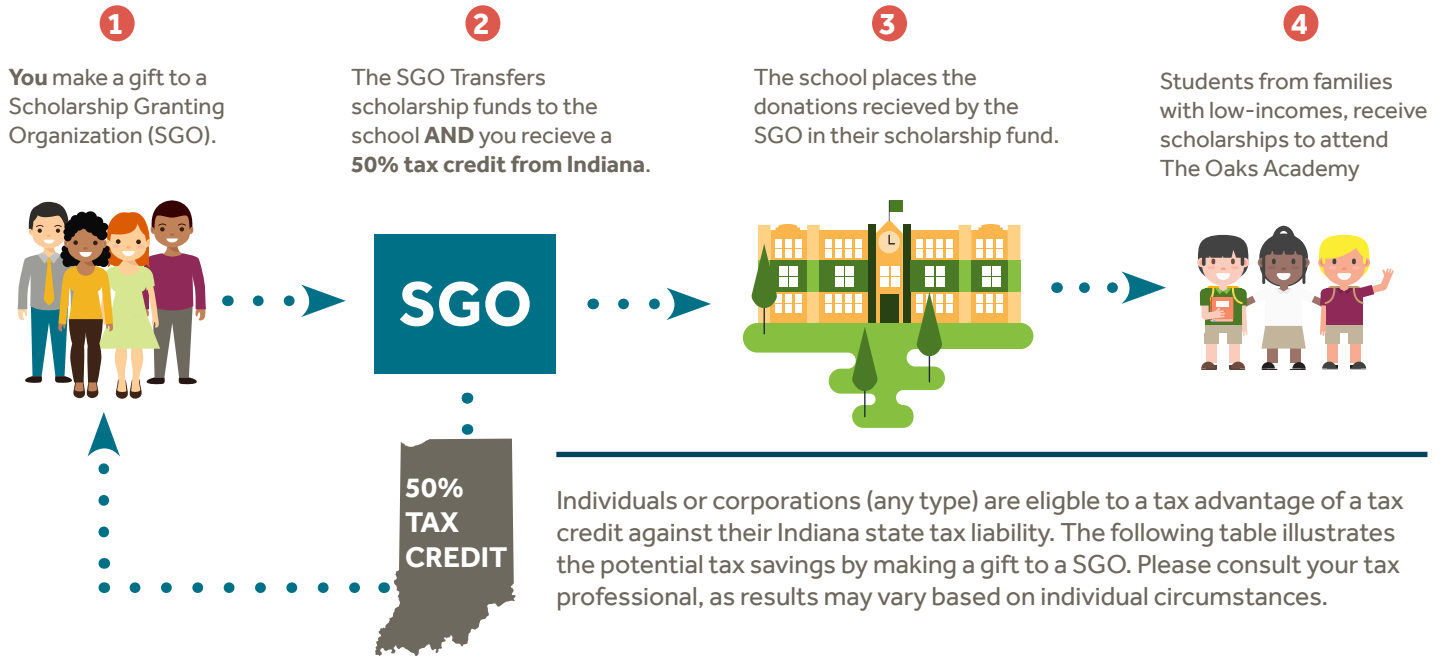 1
You make a gift to a
Scholarship Granting
Organization (SGO).
2
The SGO Transfers
scholarship funds to the
school AND you recieve a
50% tax credit from Indiana.
3
The school places the
donations recieved by the
SGO in their scholarship fund.
4
Students from families
with low-incomes, receive
scholarships to attend
The Oaks Academy
SGO
50%
TAX
CREDIT
Individuals or corporations (any type) are eligble to a tax advantage of a tax
credit against their Indiana state tax liability. The following table illustrates
the potential tax savings by making a gift to a SGO. Please consult your tax
professional, as results may vary based on individual circumstances.